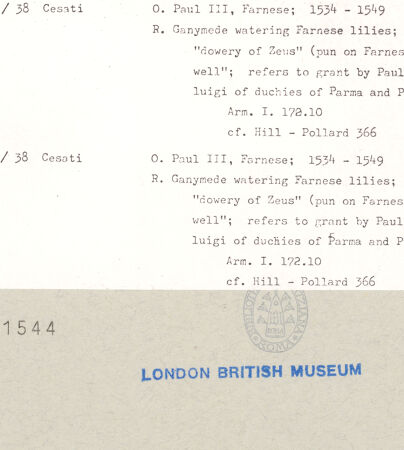 / 38 Cesati O. Paul III, Farnese; 1534 - 1549
R. Ganymede watering Farnese lilies;
"dowery of Zeus" (pun on Farnes
well"; refers to grant by Paul
luigi of duchies of Parma and P
Arm. I. 172.10
cf. Hill - Pollard 366
/ 38 Cesati O. Paul III, Farnese; 1534 - 1549
R. Ganymede watering Farnese lilies;
"dowery of Zeus" (pun on Farnes
well"; refers to grant by Paul
luigi of duchies of Parma and P
Arm. I. 172.10
cf. Hill - Pollard 366
1544
ROMA
LONDON BRITISH MUSEUM